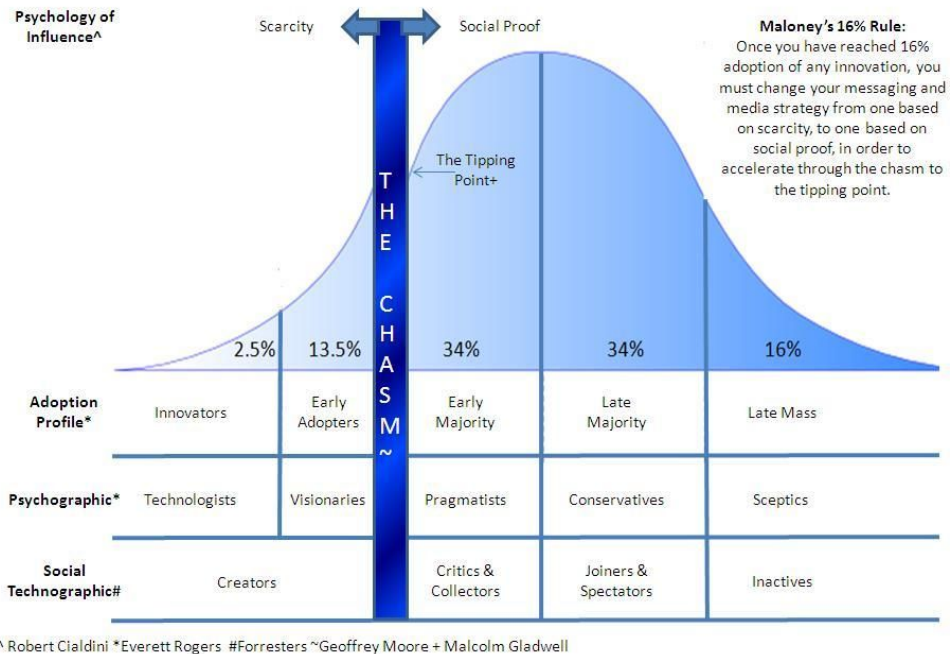 Psychology of
Influence^
Scarcity
Social Proof
Maloney's 16% Rule:
Once you have reached 16%
adoption of any innovation, you
must change your messaging and
media strategy from one based
on scarcity, to one based on
social proof, in order to
accelerate through the chasm to
the tipping point.
The Tipping
Point+
THE CHASM~
2.5%
13.5%
34%
34%
16%
Adoption
Profile*
Innovators
Early
Adopters
Early
Majority
Late
Majority
Late Mass
Psychographic*
Technologists
Visionaries
Pragmatists
Conservatives
Sceptics
Social
Technographic#
Creators
Critics &
Collectors
Joiners &
Spectators
Inactives
^ Robert Cialdini *Everett Rogers #Forresters ~Geoffrey Moore + Malcolm Gladwell